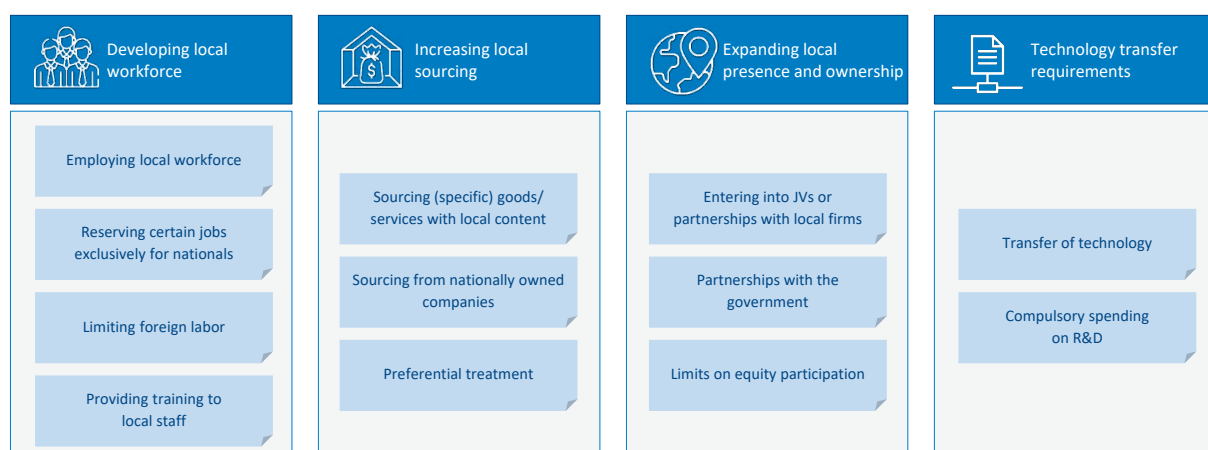 Developing local
workforce
Employing local workforce
Reserving certain jobs
exclusively for nationals
Limiting foreign labor
Providing training to
local staff
Increasing local
sourcing
$
Sourcing (specific) goods/
services with local content
Sourcing from nationally owned
companies
Preferential treatment
Expanding local
presence and ownership
Entering into JVs or
partnerships with local firms
Partnerships with the
government
Limits on equity participation
Technology transfer
requirements
Transfer of technology
Compulsory spending
on R&D